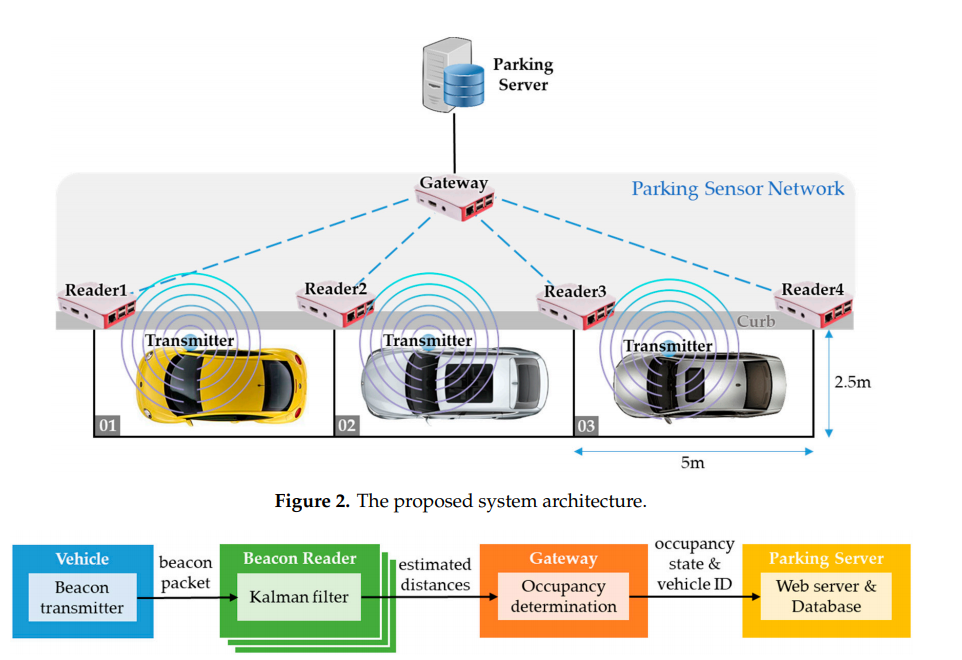 Parking
Server
Gateway
Parking Sensor Network
Reader1
Reader2
Reader3
Reader4
Curb
Transmitter
Transmitter
Transmitter
2.5m
01
02
03
5m
Figure 2. The proposed system architecture.
Vehicle
Beacon
transmitter
beacon
packet
Beacon Reader
Kalman filter
estimated
distances
Gateway
Occupancy
determination
occupancy
state &
vehicle ID
Parking Server
Web server &
Database